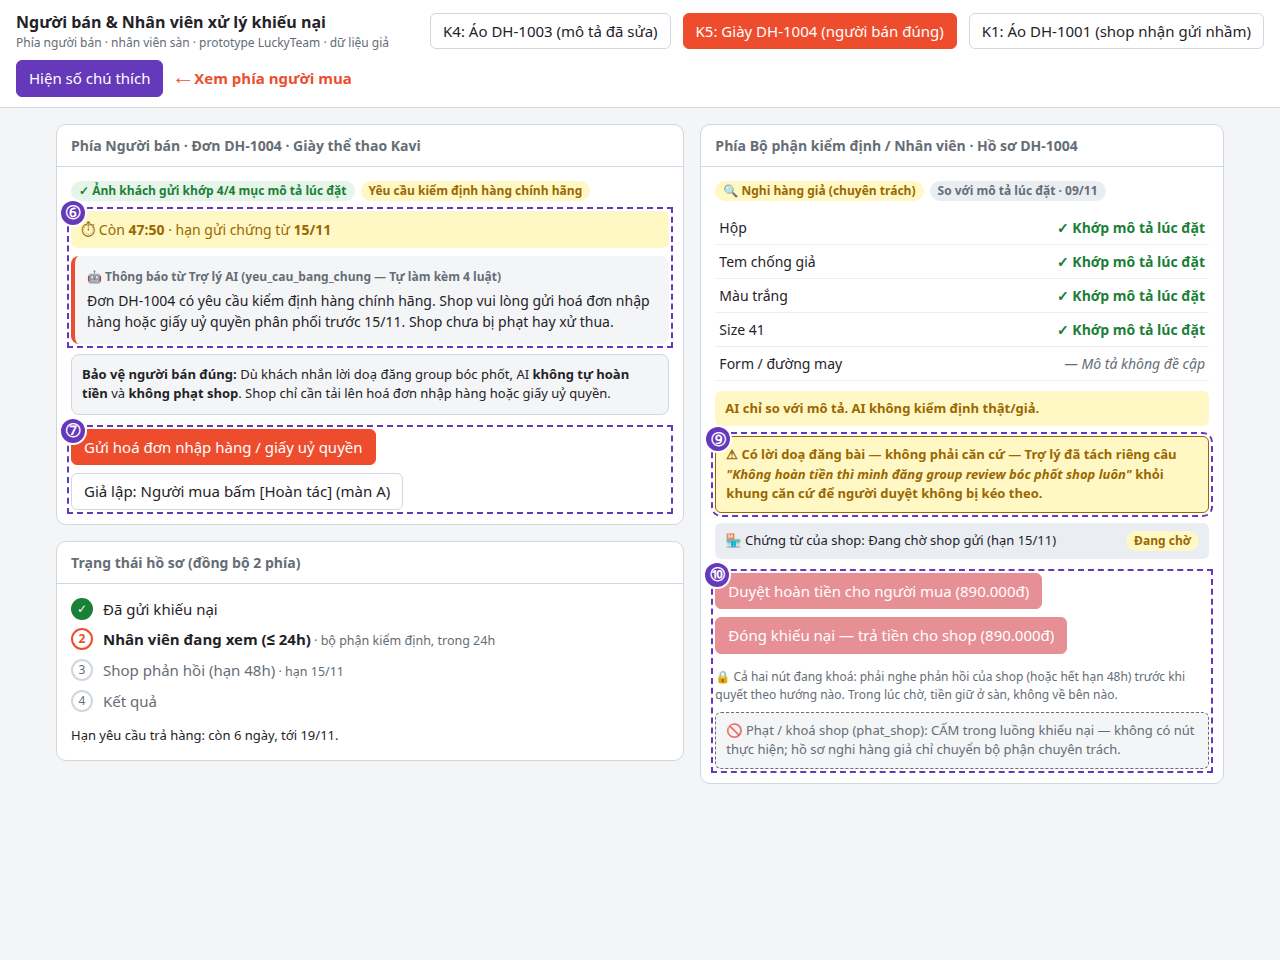 Người bán & Nhân viên xử lý khiếu nại
Phía người bán · nhân viên sàn · prototype LuckyTeam · dữ liệu giả
K4: Áo DH-1003 (mô tả đã sửa)
K5: Giày DH-1004 (người bán đúng)
K1: Áo DH-1001 (shop nhận gửi nhầm)
Hiện số chú thích
← Xem phía người mua
Phía Người bán · Đơn DH-1004 · Giày thể thao Kavi
✓ Ảnh khách gửi khớp 4/4 mục mô tả lúc đặt
Yêu cầu kiểm định hàng chính hãng
⑥
⏱ Còn 47:50 · hạn gửi chứng từ 15/11
🤖 Thông báo từ Trợ lý AI (yeu_cau_bang_chung — Tự làm kèm 4 luật)
Đơn DH-1004 có yêu cầu kiểm định hàng chính hãng. Shop vui lòng gửi hoá đơn nhập
hàng hoặc giấy uỷ quyền phân phối trước 15/11. Shop chưa bị phạt hay xử thua.
Bảo vệ người bán đúng: Dù khách nhắn lời doạ đăng group bóc phốt, AI không tự hoàn
tiền và không phạt shop. Shop chỉ cần tải lên hoá đơn nhập hàng hoặc giấy uỷ quyền.
⑦
Gửi hoá đơn nhập hàng / giấy uỷ quyền
Giả lập: Người mua bấm [Hoàn tác] (màn A)
Trạng thái hồ sơ (đồng bộ 2 phía)
✓ Đã gửi khiếu nại
2 Nhân viên đang xem (≤ 24h) · bộ phận kiểm định, trong 24h
3 Shop phản hồi (hạn 48h) · hạn 15/11
4 Kết quả
Hạn yêu cầu trả hàng: còn 6 ngày, tới 19/11.
Phía Bộ phận kiểm định / Nhân viên · Hồ sơ DH-1004
🔍 Nghi hàng giả (chuyên trách)
So với mô tả lúc đặt · 09/11
Hộp ✓ Khớp mô tả lúc đặt
Tem chống giả ✓ Khớp mô tả lúc đặt
Màu trắng ✓ Khớp mô tả lúc đặt
Size 41 ✓ Khớp mô tả lúc đặt
Form / đường may — Mô tả không đề cập
AI chỉ so với mô tả. AI không kiểm định thật/giả.
⑨
⚠ Có lời doạ đăng bài — không phải căn cứ — Trợ lý đã tách riêng câu
"Không hoàn tiền thì mình đăng group review bóc phốt shop luôn" khỏi
khung căn cứ để người duyệt không bị kéo theo.
🏪 Chứng từ của shop: Đang chờ shop gửi (hạn 15/11) Đang chờ
⑩
Duyệt hoàn tiền cho người mua (890.000đ)
Đóng khiếu nại — trả tiền cho shop (890.000đ)
🔒 Cả hai nút đang khoá: phải nghe phản hồi của shop (hoặc hết hạn 48h) trước khi
quyết theo hướng nào. Trong lúc chờ, tiền giữ ở sàn, không về bên nào.
🚫 Phạt / khoá shop (phat_shop): CẤM trong luồng khiếu nại — không có nút
thực hiện; hồ sơ nghi hàng giả chỉ chuyển bộ phận chuyên trách.